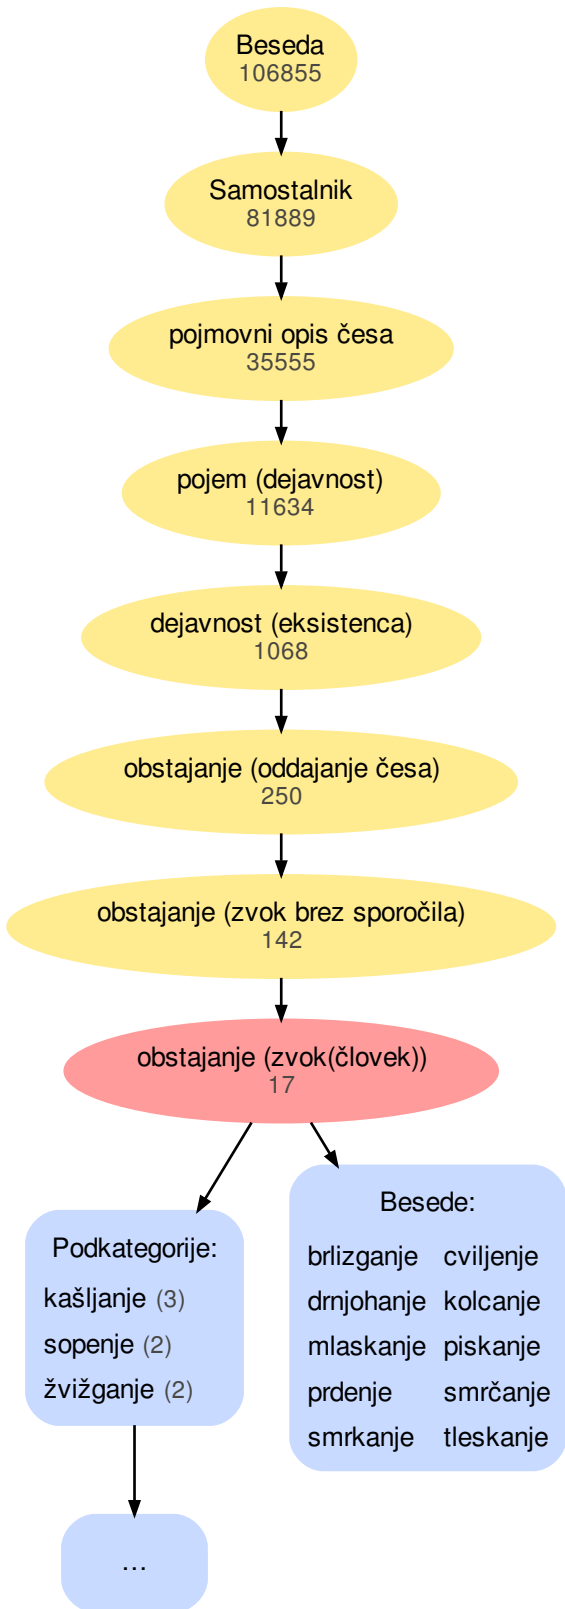 Beseda
106855
Samostalnik
81889
pojmovni opis česa
35555
pojem (dejavnost)
11634
dejavnost (eksistenca)
1068
obstajanje (oddajanje česa)
250
obstajanje (zvok brez sporočila)
142
obstajanje (zvok(človek))
17
Podkategorije:
kašljanje (3)
sopenje (2)
žvižganje (2)
...
Besede:
brlizganje cviljenje
drnjohanje kolcanje
mlaskanje piskanje
prdenje smrčanje
smrkanje tleskanje